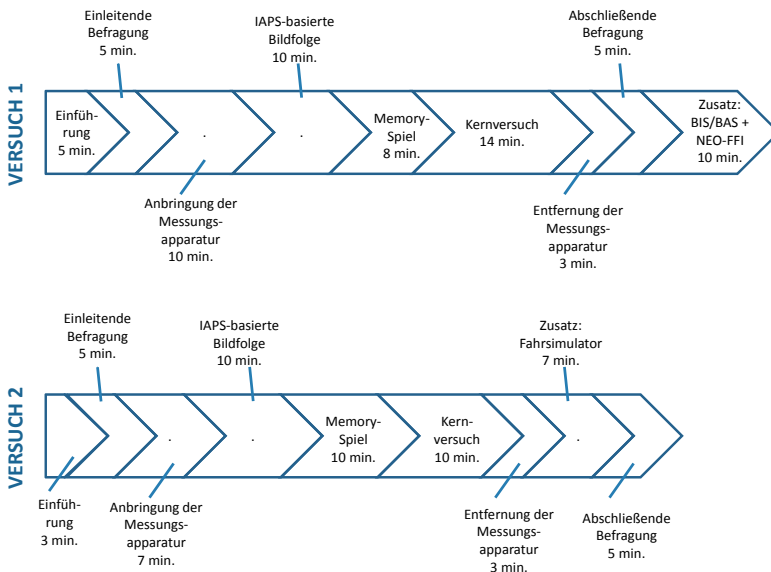 VERSUCH 1
Einführ-
rung
5 min.
Einleitende
Befragung
5 min.
.
Anbringung der
Messungs-
apparatur
10 min.
IAPS-basierte
Bildfolge
10 min.
.
Memory-
Spiel
8 min.
Kernversuch
14 min.
Entfernung der
Messungs-
apparatur
3 min.
Abschließende
Befragung
5 min.
Zusatz:
BIS/BAS +
NEO-FFI
10 min.
VERSUCH 2
Einfüh-
rung
3 min.
Einleitende
Befragung
5 min.
.
Anbringung der
Messungs-
apparatur
7 min.
IAPS-basierte
Bildfolge
10 min.
.
Memory-
Spiel
10 min.
Kern-
versuch
10 min.
Entfernung der
Messungs-
apparatur
3 min.
Zusatz:
Fahrsimulator
7 min.
.
Abschließende
Befragung
5 min.